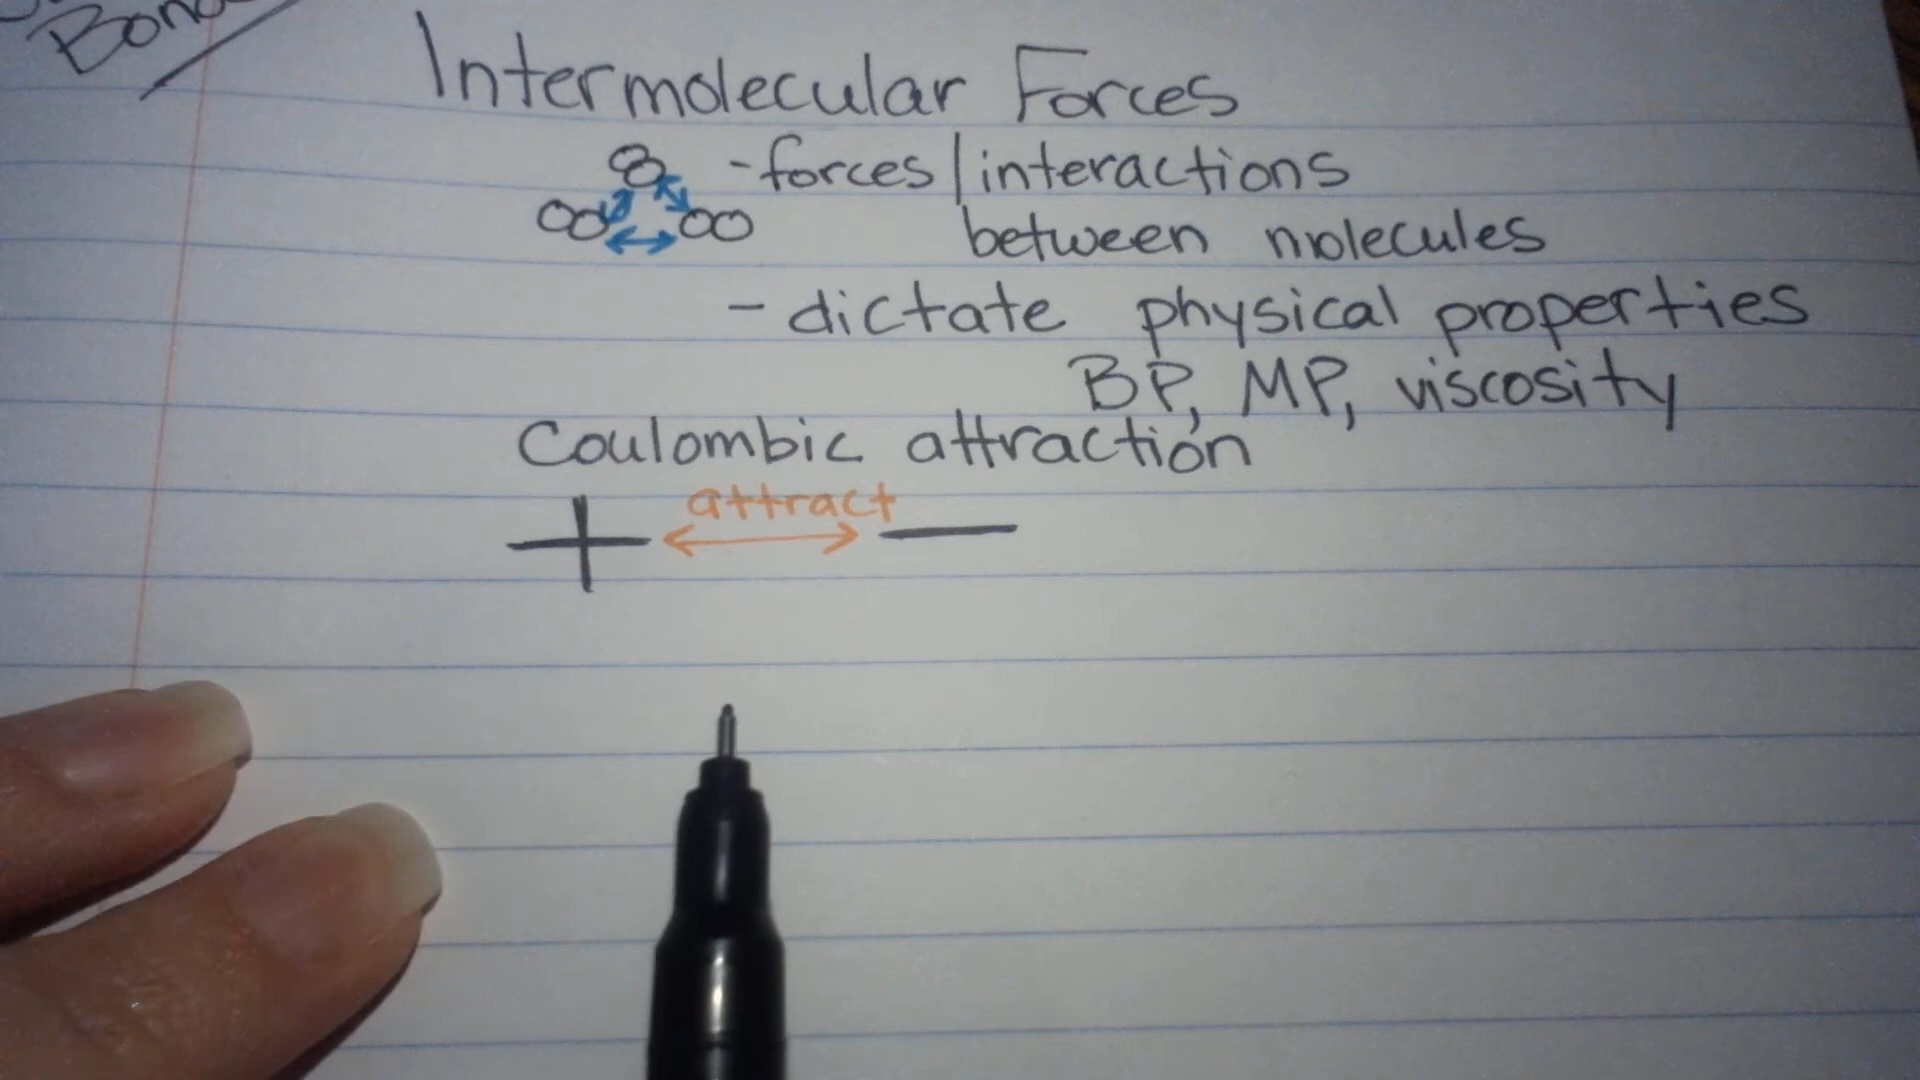 Intermolecular Forces
-forces/interactions
between molecules
- dictate physical properties
BP, MP, viscosity
Coulombic attraction
attract
+ −